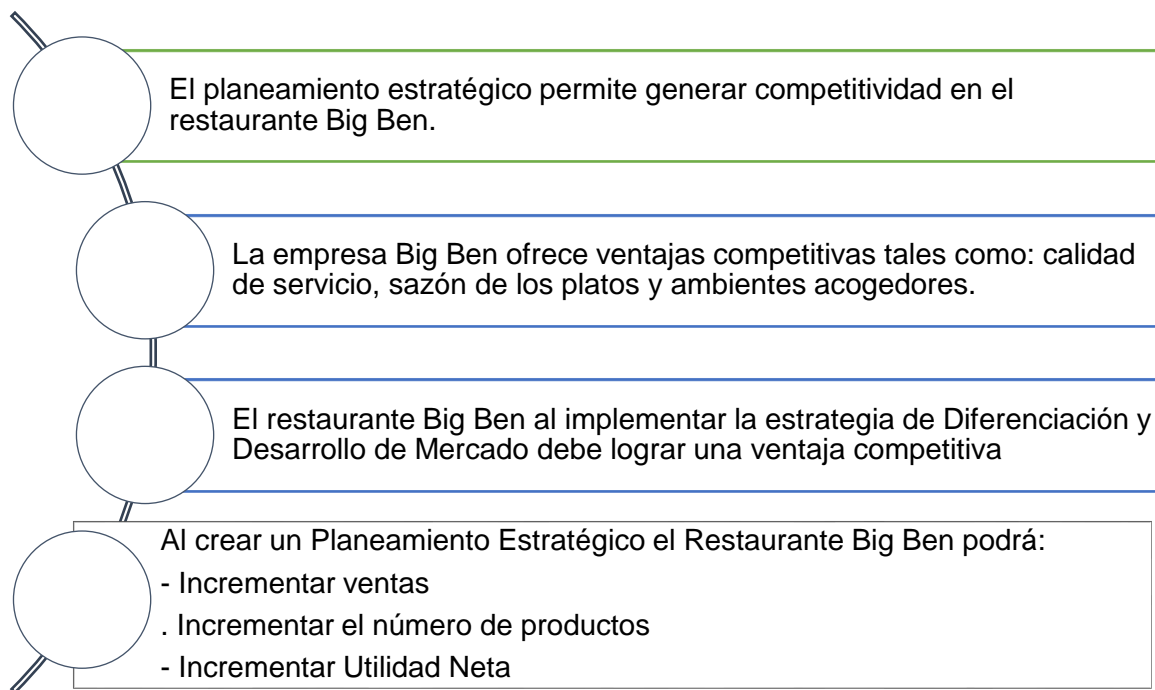 El planeamiento estratégico permite generar competitividad en el
restaurante Big Ben.
La empresa Big Ben ofrece ventajas competitivas tales como: calidad
de servicio, sazón de los platos y ambientes acogedores.
El restaurante Big Ben al implementar la estrategia de Diferenciación y
Desarrollo de Mercado debe lograr una ventaja competitiva
Al crear un Planeamiento Estratégico el Restaurante Big Ben podrá:
- Incrementar ventas
. Incrementar el número de productos
- Incrementar Utilidad Neta